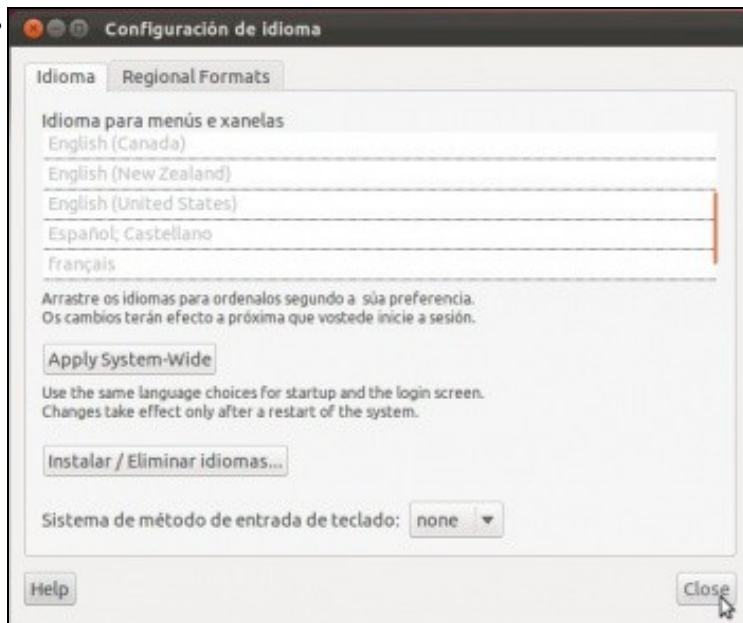 Configuración de idioma
Idioma
Regional Formats
Idioma para menús e xanelas
English (Canada)
English (New Zealand)
English (United States)
Español; Castellano
français
Arrastre os idiomas para ordenalos segundo a súa preferencia.
Os cambios terán efecto a próxima que vostede inicie a sesión.
Apply System-Wide
Use the same language choices for startup and the login screen.
Changes take effect only after a restart of the system.
Instalar / Eliminar idiomas...
Sistema de método de entrada de teclado: none
Help
Close